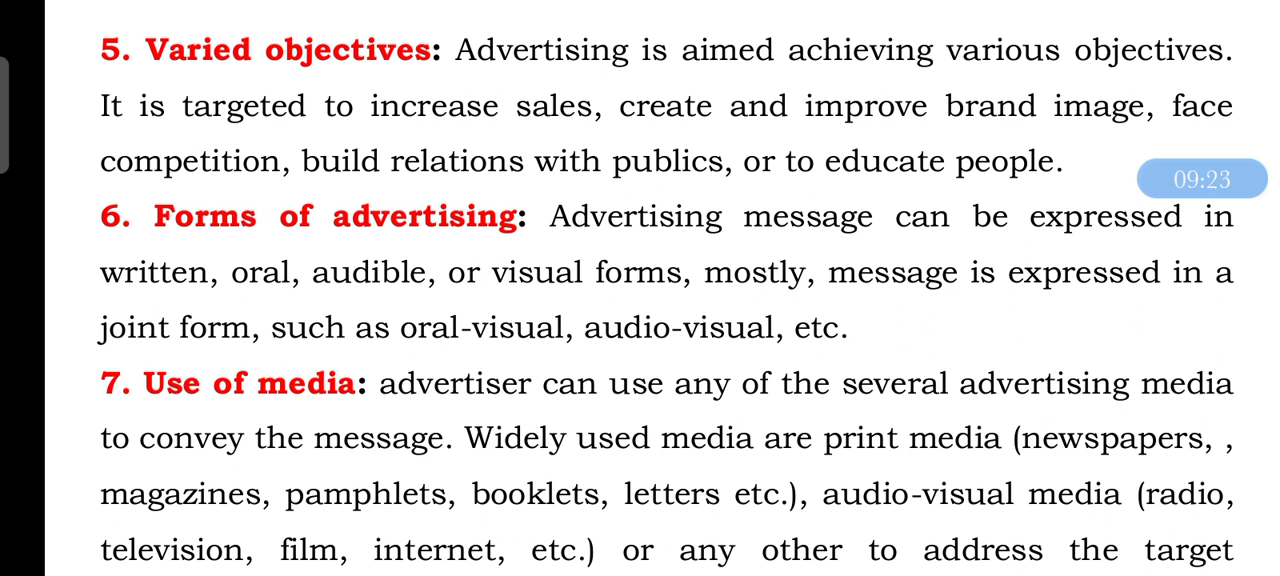 5. Varied objectives: Advertising is aimed achieving various objectives.
It is targeted to increase sales, create and improve brand image, face
competition, build relations with publics, or to educate people.
09:23
6. Forms of advertising: Advertising message can be expressed in
written, oral, audible, or visual forms, mostly, message is expressed in a
joint form, such as oral-visual, audio-visual, etc.
7. Use of media: advertiser can use any of the several advertising media
to convey the message. Widely used media are print media (newspapers, ,
magazines, pamphlets, booklets, letters etc.), audio-visual media (radio,
television, film, internet, etc.) or any other to address the target